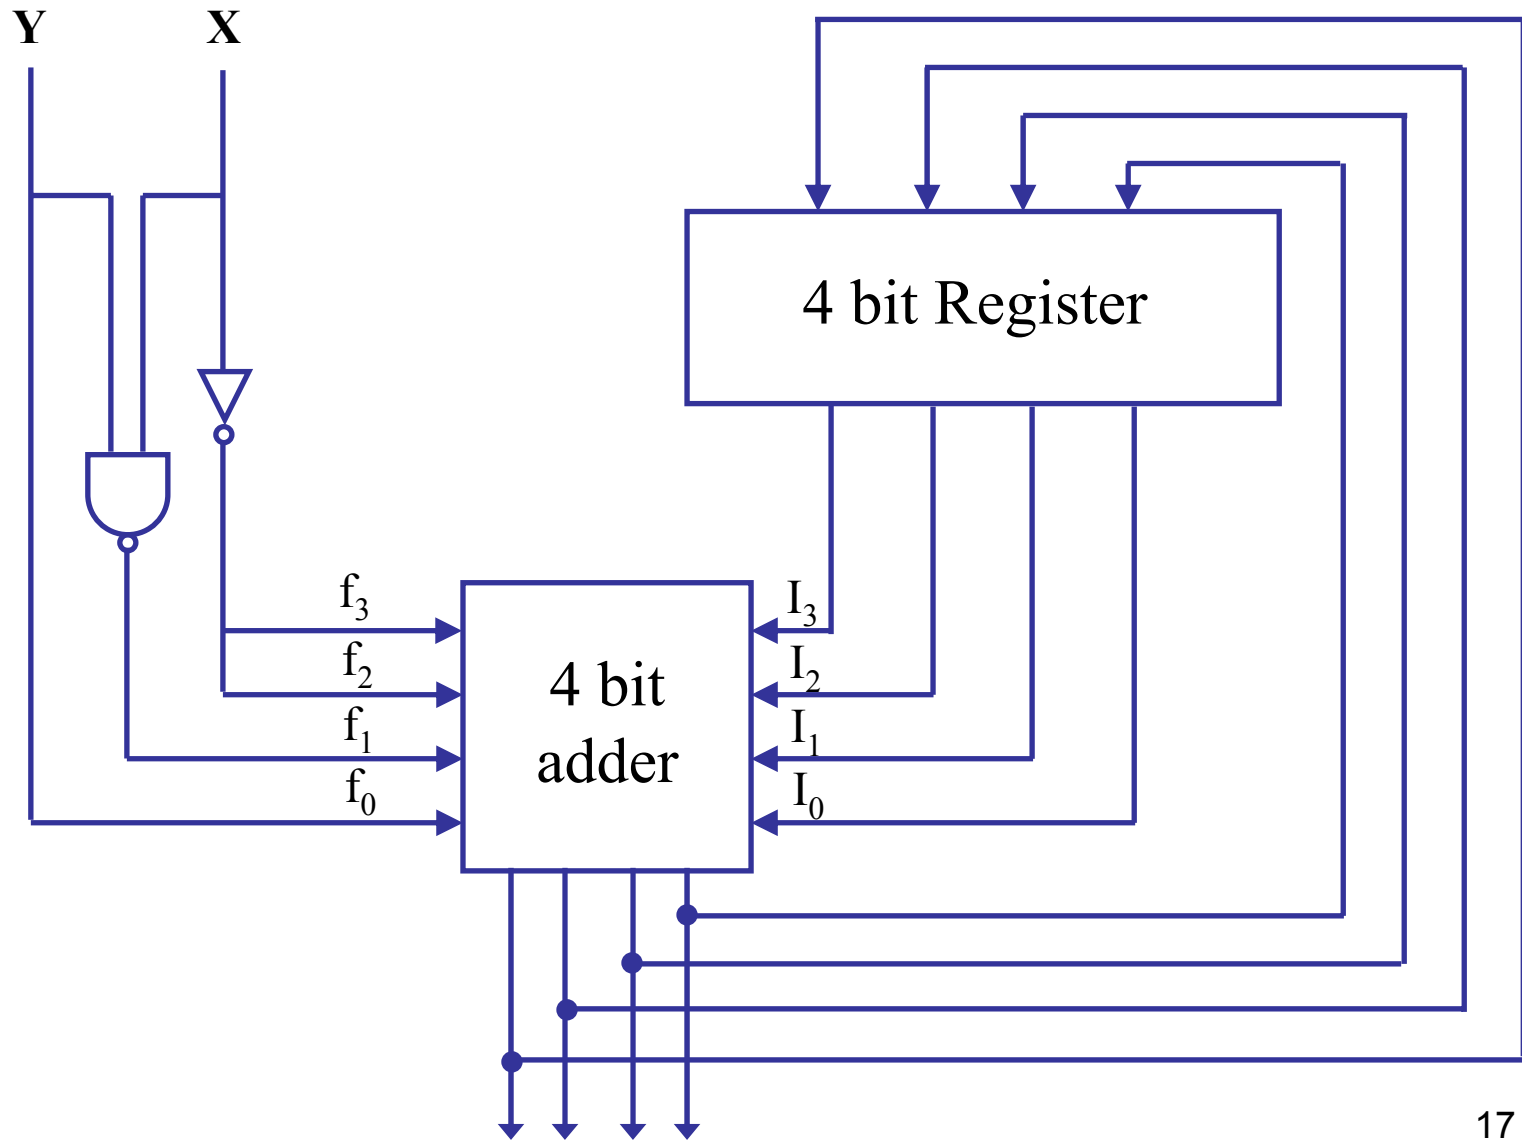 Y X
4 bit Register
f3
I3
f2
I2
4 bit
adder
f1
I1
f0
I0
17